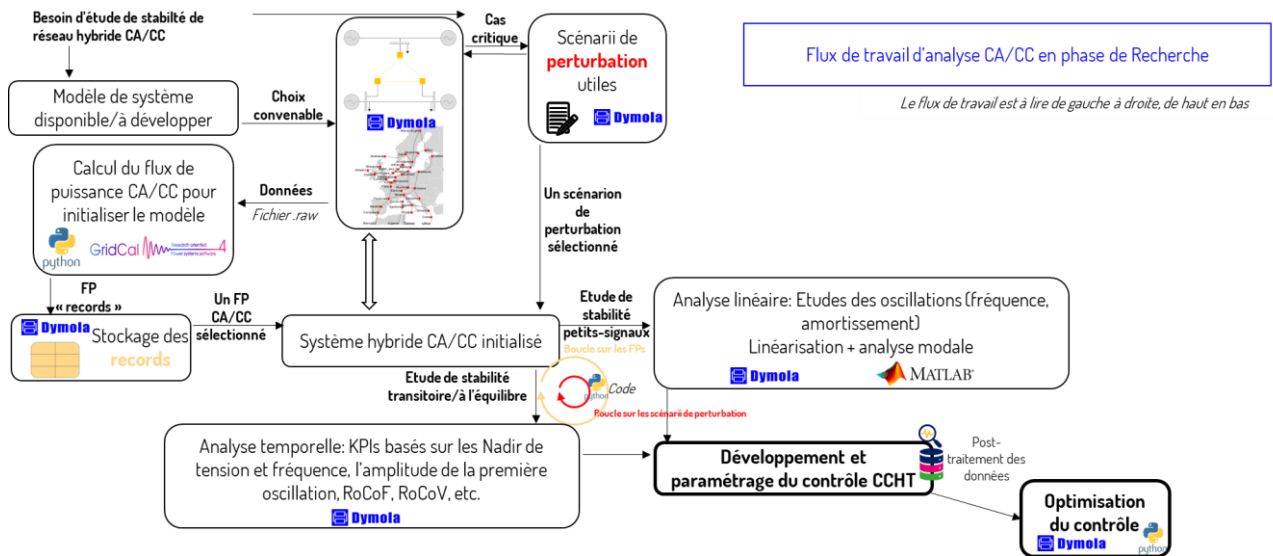 Besoin d'étude de stabilté de
réseau hybride CA/CC
Cas
critique
Scénarii de
perturbation
utiles
Dymola
Flux de travail d'analyse CA/CC en phase de Recherche
Le flux de travail est à lire de gauche à droite, de haut en bas
Modèle de système
disponible/à développer
Choix
convenable
Dymola
Calcul du flux de
puissance CA/CC pour
initialiser le modèle
python
GridCal
Research oriented
Power systems software
4
Données
Fichier .raw
Un scénarion
de
perturbation
sélectionné
FP
« records »
Dymola
Stockage des
records
Un FP
CA/CC
sélectionné
Système hybride CA/CC initialisé
Etude de
stabilité
petits-signaux
Boucle sur les FPs
Analyse linéaire: Etudes des oscillations (fréquence,
amortissement)
Linéarisation + analyse modale
Dymola
MATLAB
Etude de stabilité
transitoire/à l'équilibre
python
Code
Boucle sur les scénarii de perturbation
Analyse temporelle: KPIs basés sur les Nadir de
tension et fréquence, l'amplitude de la première
oscillation, RoCoF, RoCoV, etc.
Dymola
Développement et
paramétrage du contrôle CCHT
Post-
traitement des
données
Optimisation
du contrôle
Dymola
python